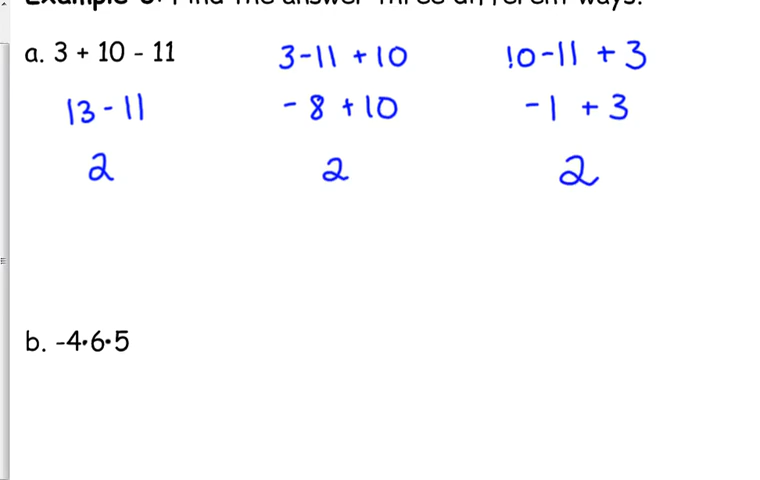 a. 3 + 10 - 11 3-11 + 10 10-11 + 3
13 - 11 - 8 + 10 - 1 + 3
2 2 2
b. -4·6·5